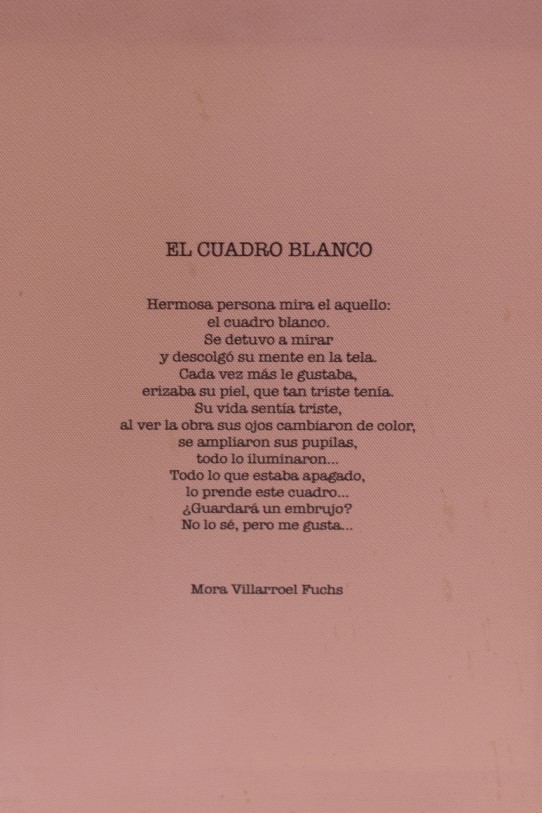 EL CUADRO BLANCO
Hermosa persona mira el aquello:
el cuadro blanco.
Se detuvo a mirar
y descolgó su mente en la tela.
Cada vez más le gustaba,
erizaba su piel, que tan triste tenía.
Su vida sentía triste,
al ver la obra sus ojos cambiaron de color,
se ampliaron sus pupilas,
todo lo iluminaron...
Todo lo que estaba apagado,
lo prende este cuadro...
¿Guardará un embrujo?
No lo sé, pero me gusta...
Mora Villarroel Fuchs